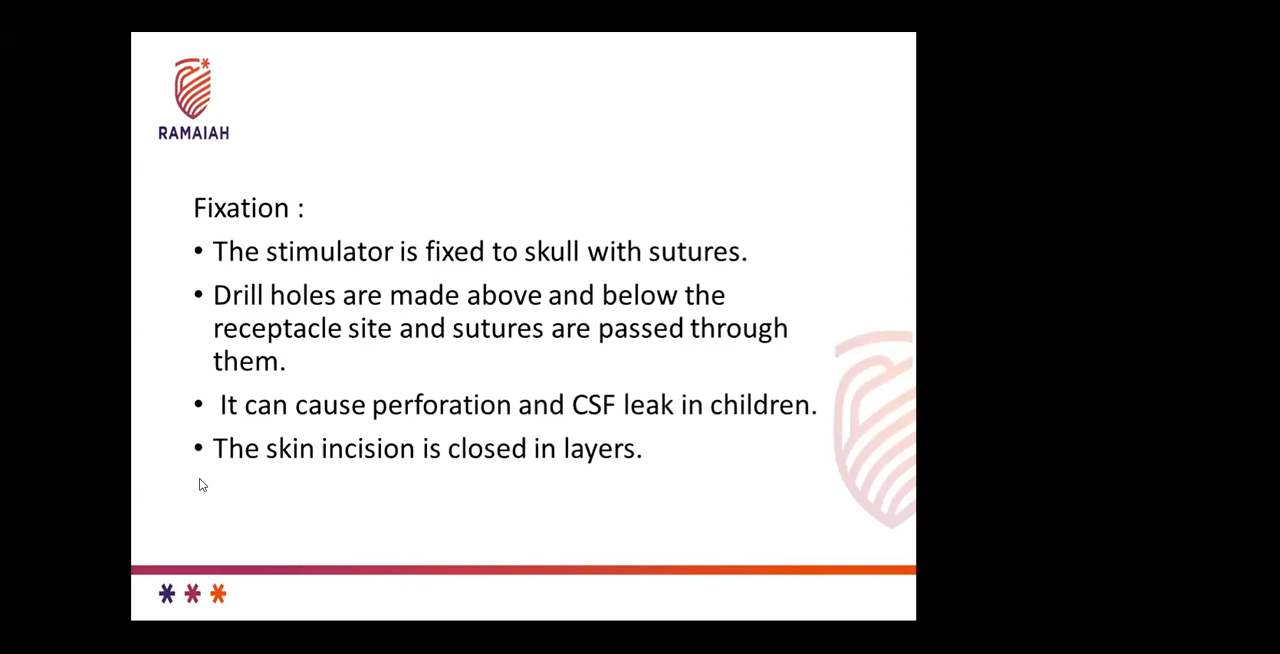 RAMAIAH
Fixation :
• The stimulator is fixed to skull with sutures.
• Drill holes are made above and below the
receptacle site and sutures are passed through
them.
• It can cause perforation and CSF leak in children.
• The skin incision is closed in layers.